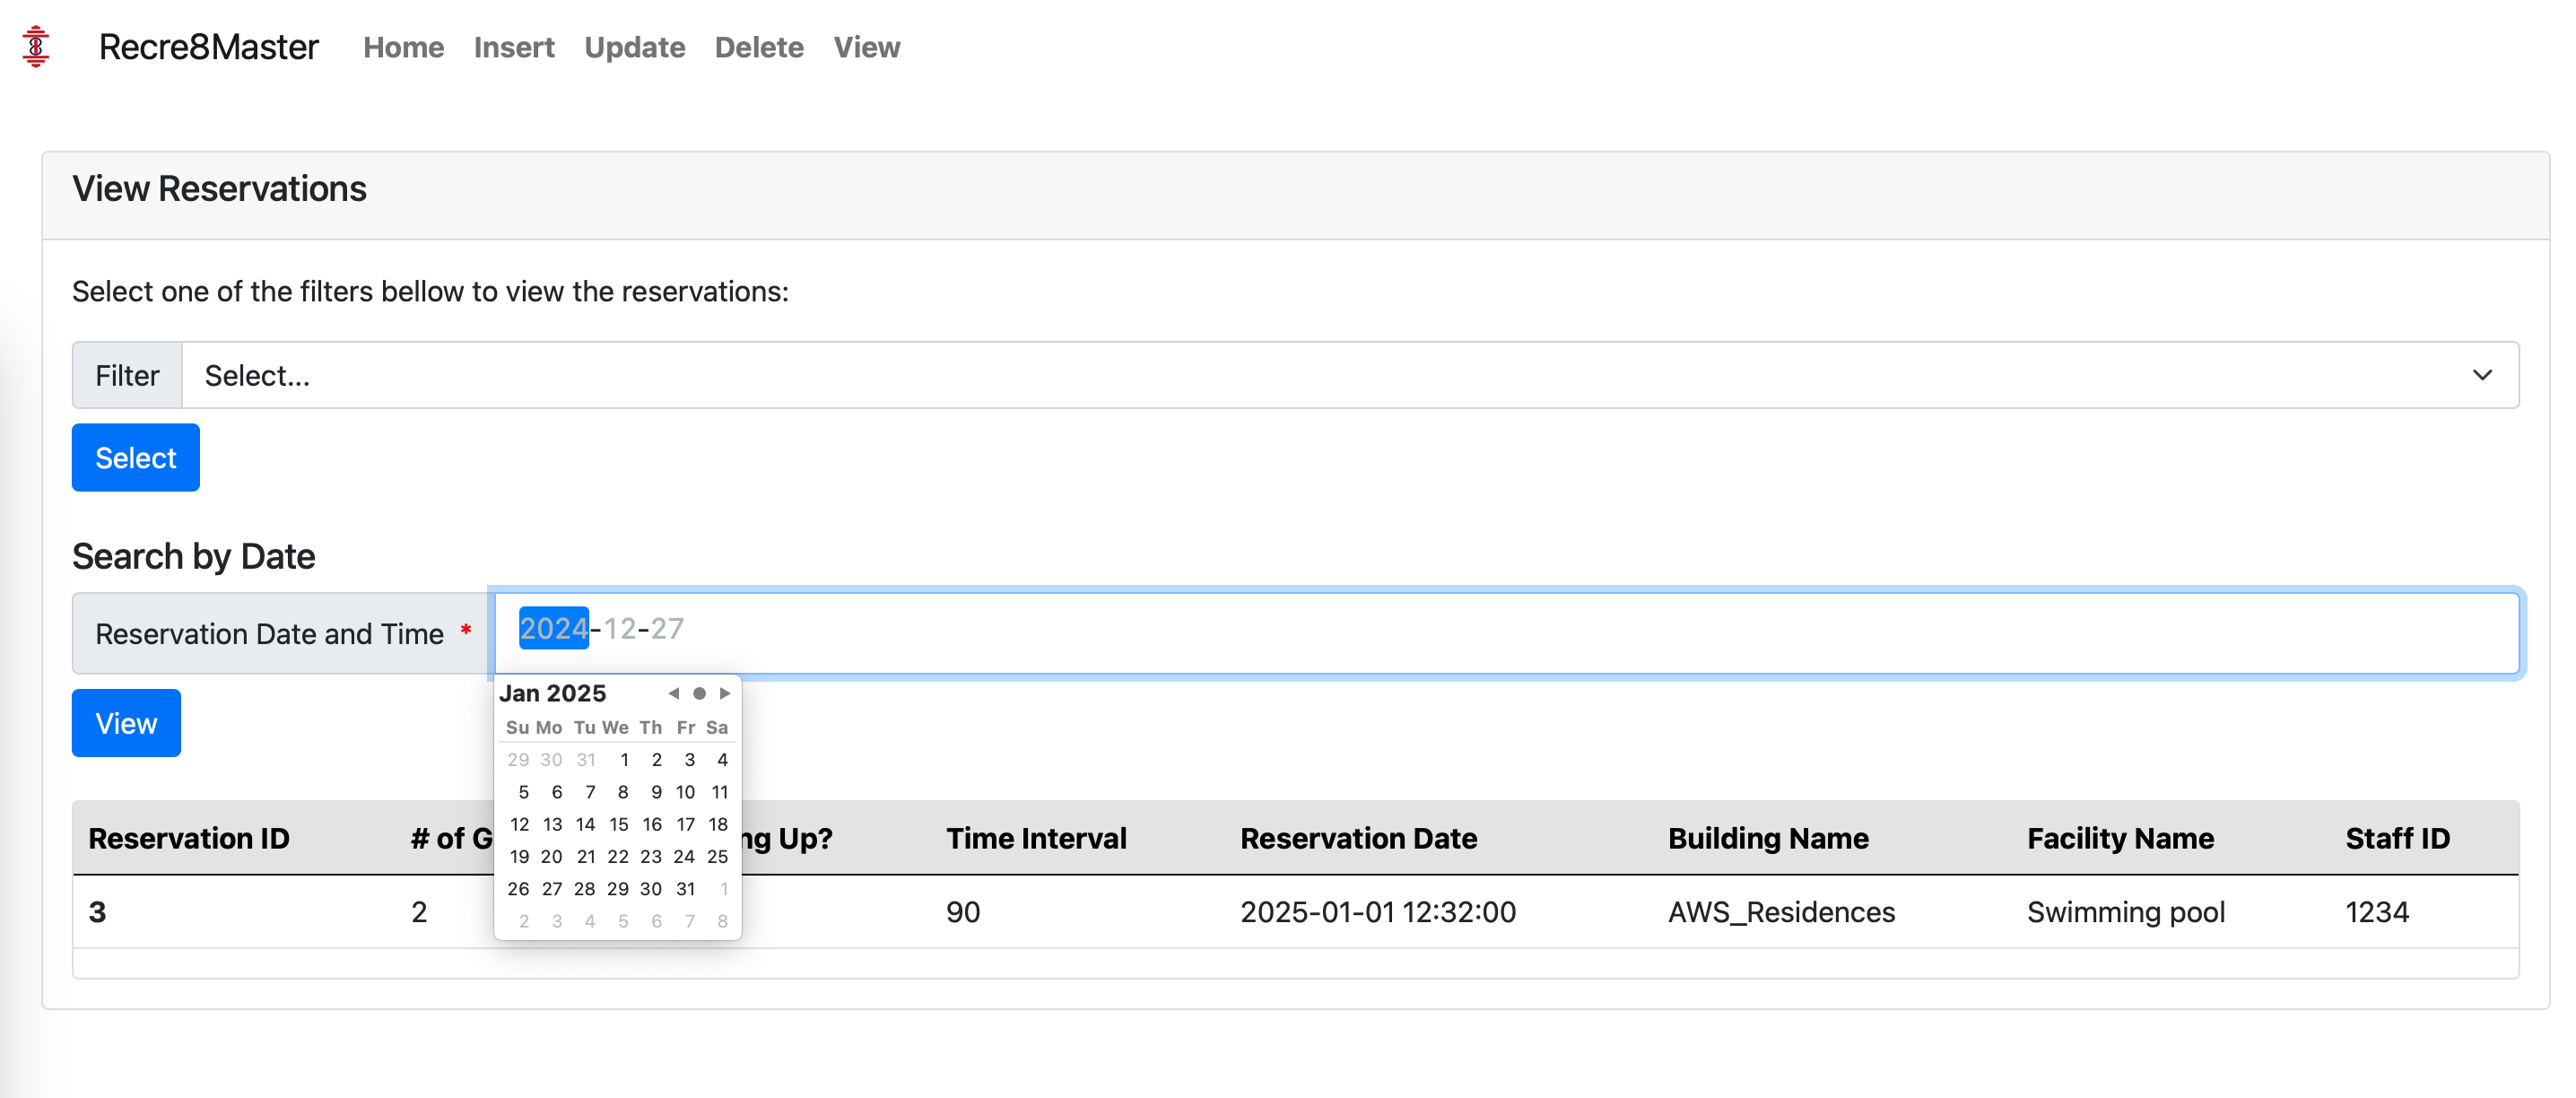 Recre8Master Home Insert Update Delete View
View Reservations
Select one of the filters bellow to view the reservations:
Filter Select...
Select
Search by Date
Reservation Date and Time * 2024-12-27
View
Jan 2025
Su Mo Tu We Th Fr Sa
29 30 31 1 2 3 4
5 6 7 8 9 10 11
12 13 14 15 16 17 18
19 20 21 22 23 24 25
26 27 28 29 30 31 1
2 3 4 5 6 7 8
Reservation ID # of G ng Up? Time Interval Reservation Date Building Name Facility Name Staff ID
3 2 90 2025-01-01 12:32:00 AWS_Residences Swimming pool 1234